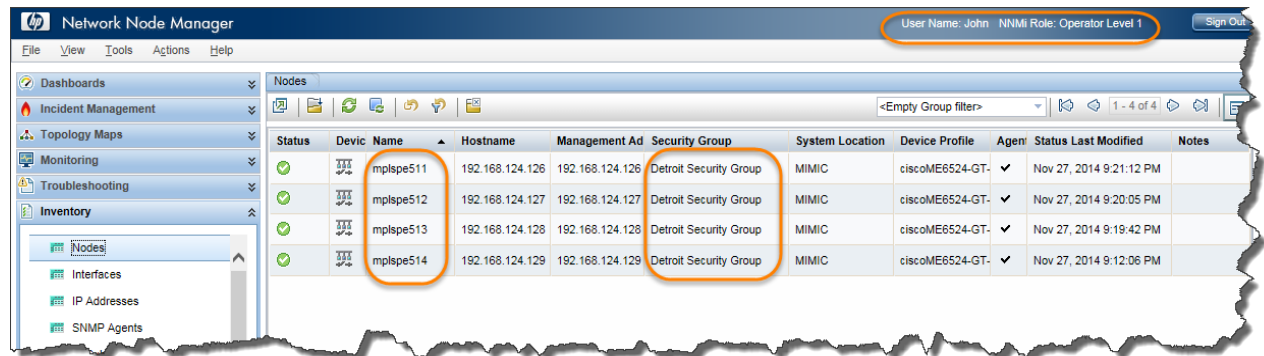 hp Network Node Manager
User Name: John NNMi Role: Operator Level 1
Sign Out
File View Tools Actions Help
Dashboards
Incident Management
Topology Maps
Monitoring
Troubleshooting
Inventory
Nodes
Interfaces
IP Addresses
SNMP Agents
Nodes
<Empty Group filter>
1 - 4 of 4
Status Devic Name Hostname Management Ad Security Group System Location Device Profile Agen Status Last Modified Notes
mplspe511 192.168.124.126 192.168.124.126 Detroit Security Group MIMIC ciscoME6524-GT- Nov 27, 2014 9:21:12 PM
mplspe512 192.168.124.127 192.168.124.127 Detroit Security Group MIMIC ciscoME6524-GT- Nov 27, 2014 9:20:05 PM
mplspe513 192.168.124.128 192.168.124.128 Detroit Security Group MIMIC ciscoME6524-GT- Nov 27, 2014 9:19:42 PM
mplspe514 192.168.124.129 192.168.124.129 Detroit Security Group MIMIC ciscoME6524-GT- Nov 27, 2014 9:12:06 PM